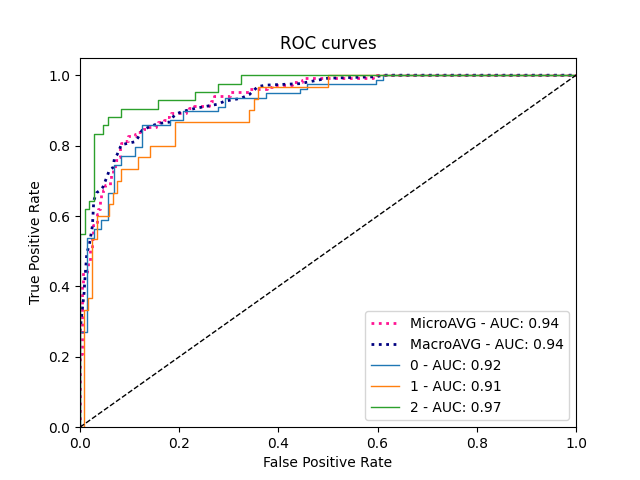 ROC curves
True Positive Rate
1.0
0.8
0.6
0.4
0.2
0.0
0.0 0.2 0.4 0.6 0.8 1.0
False Positive Rate
MicroAVG - AUC: 0.94
MacroAVG - AUC: 0.94
0 - AUC: 0.92
1 - AUC: 0.91
2 - AUC: 0.97